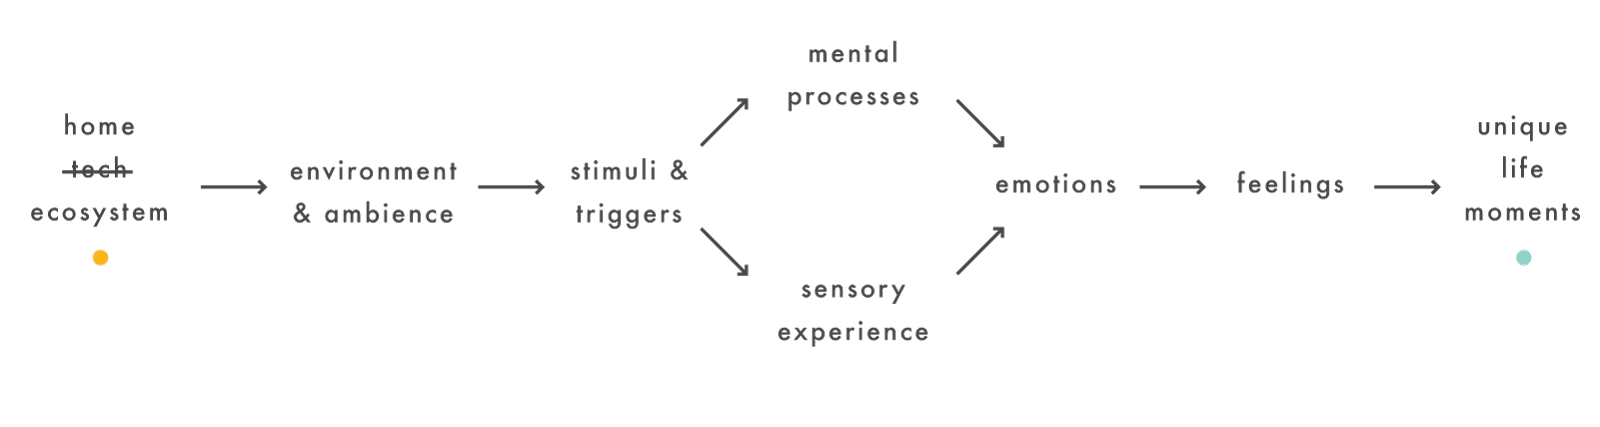 home
tech
ecosystem
environment
& ambience
stimuli &
triggers
mental
processes
sensory
experience
emotions
feelings
unique
life
moments